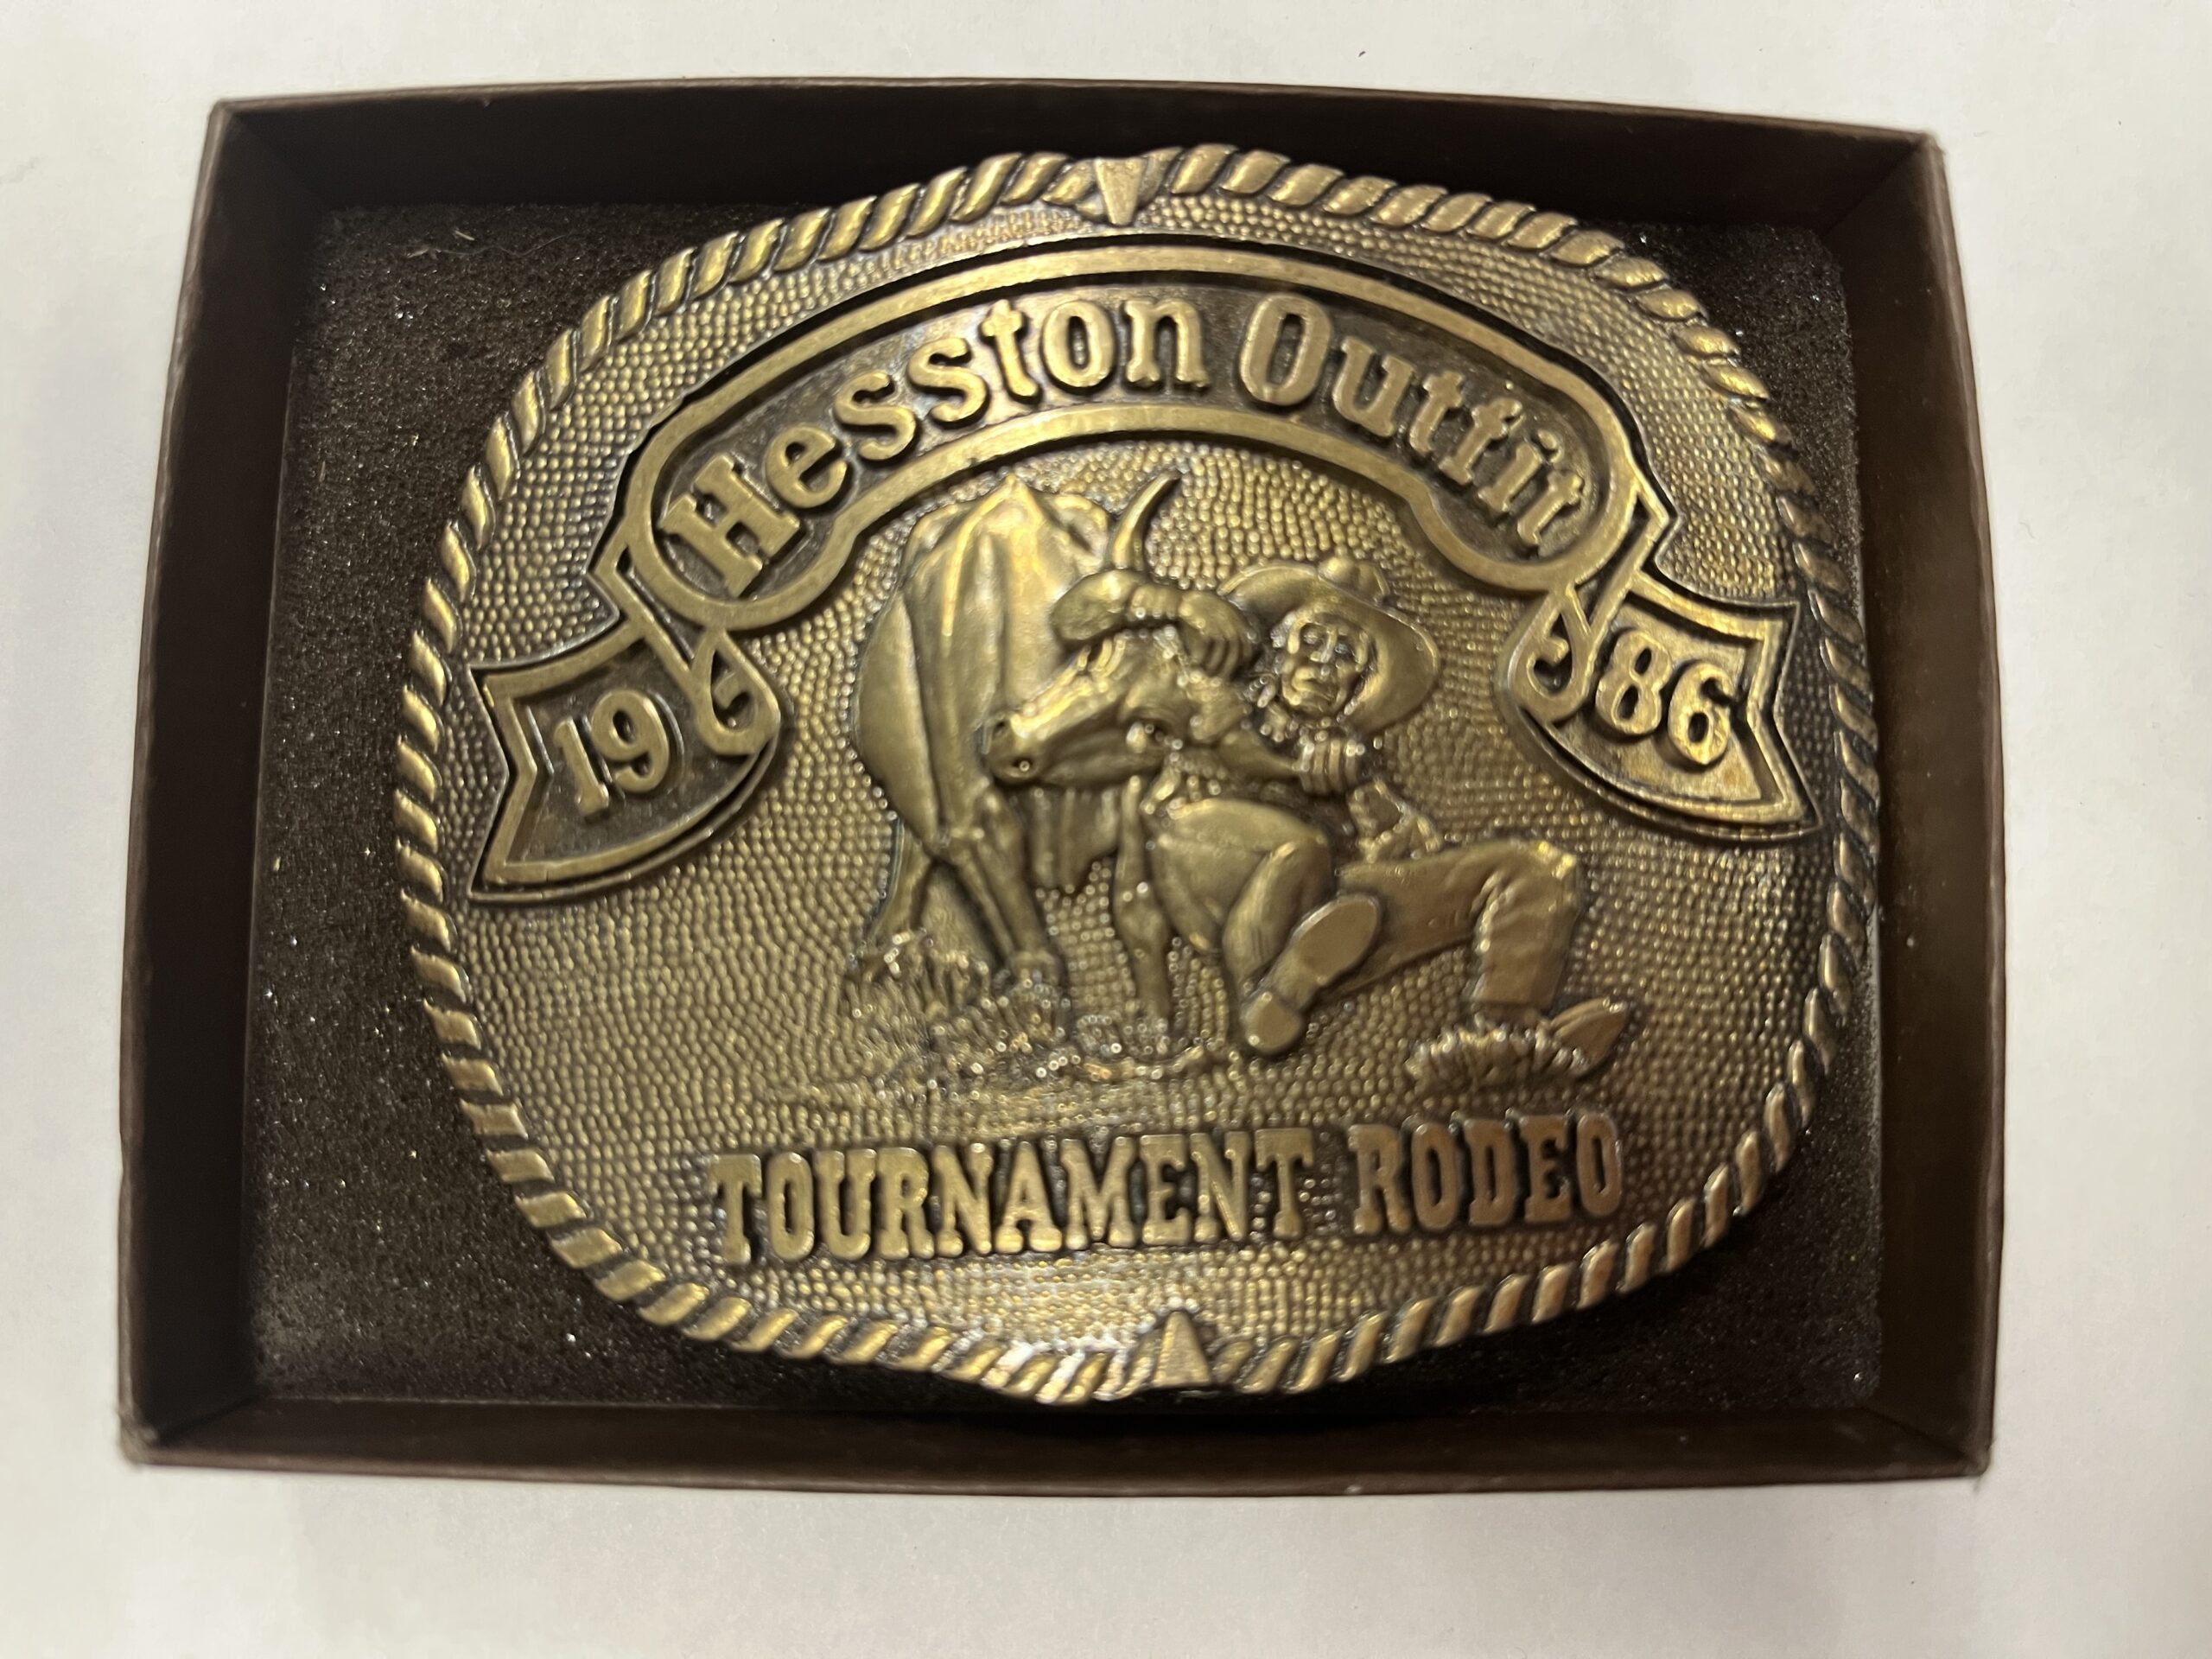 Hesston Outfit
19 86
TOURNAMENT RODEO